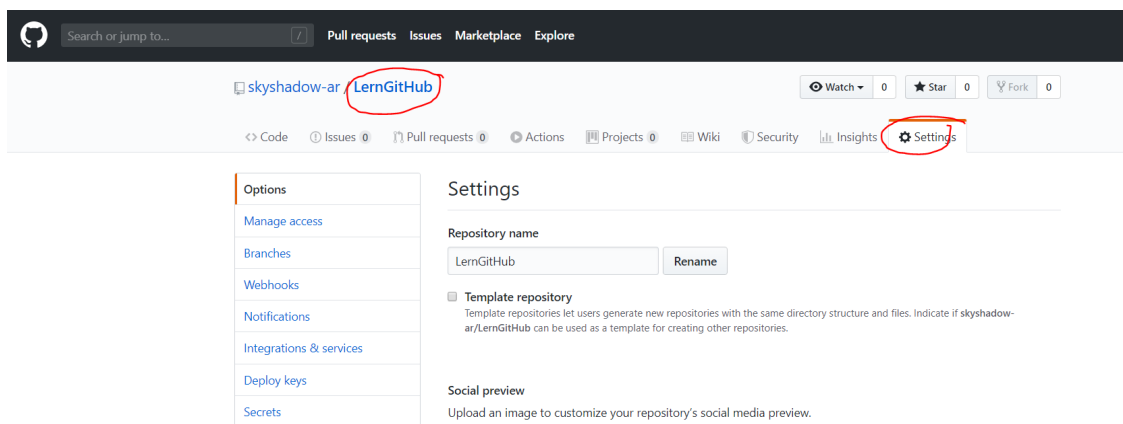 Search or jump to... / Pull requests Issues Marketplace Explore
skyshadow-ar / LernGitHub Watch 0 Star 0 Fork 0
Code Issues 0 Pull requests 0 Actions Projects 0 Wiki Security Insights Settings
Options
Manage access
Branches
Webhooks
Notifications
Integrations & services
Deploy keys
Secrets
Settings
Repository name
LernGitHub Rename
Template repository
Template repositories let users generate new repositories with the same directory structure and files. Indicate if skyshadow-
ar/LernGitHub can be used as a template for creating other repositories.
Social preview
Upload an image to customize your repository's social media preview.